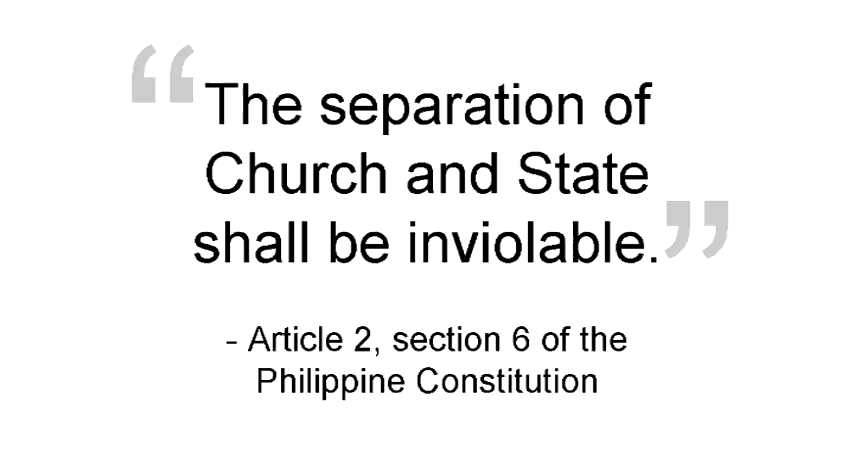 “The separation of
Church and State
shall be inviolable.”
- Article 2, section 6 of the
Philippine Constitution